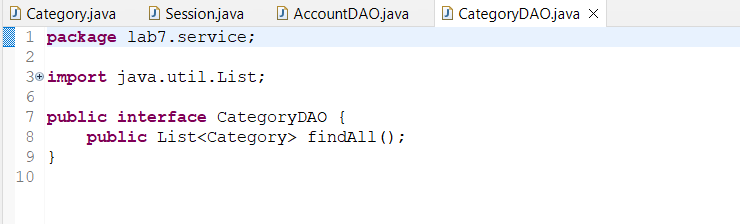 Category.java Session.java AccountDAO.java CategoryDAO.java
1 package lab7.service;
2
3 import java.util.List;
6
7 public interface CategoryDAO {
8     public List<Category> findAll();
9 }
10